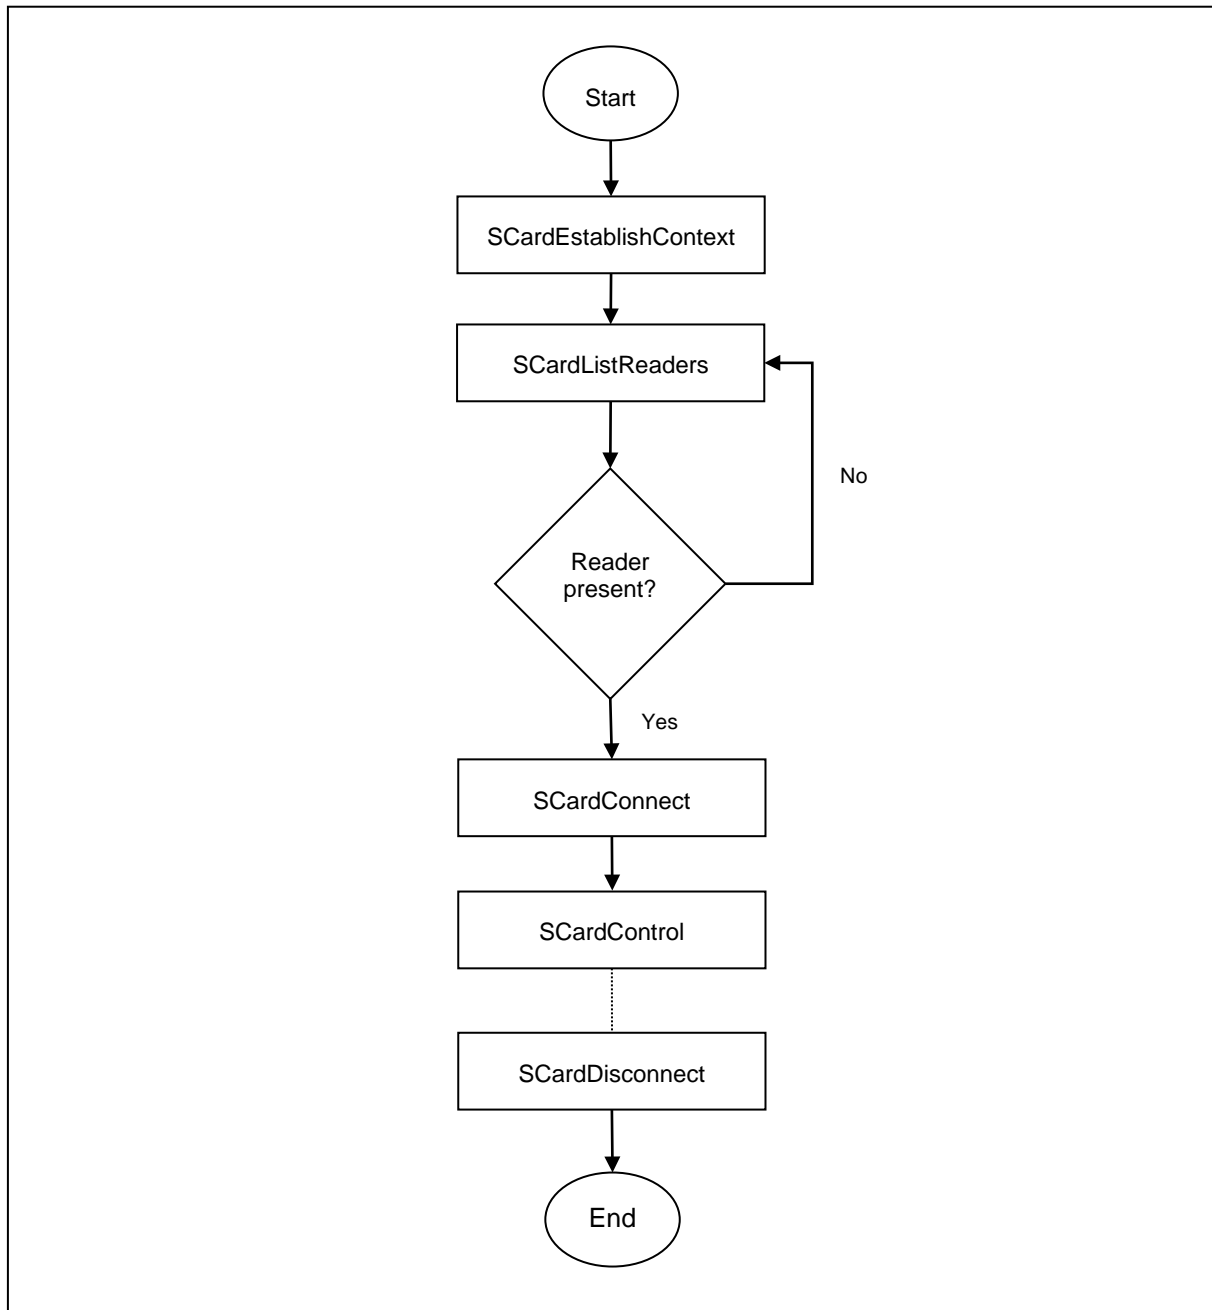 Start
SCardEstablishContext
SCardListReaders
No
Reader
present?
Yes
SCardConnect
SCardControl
SCardDisconnect
End